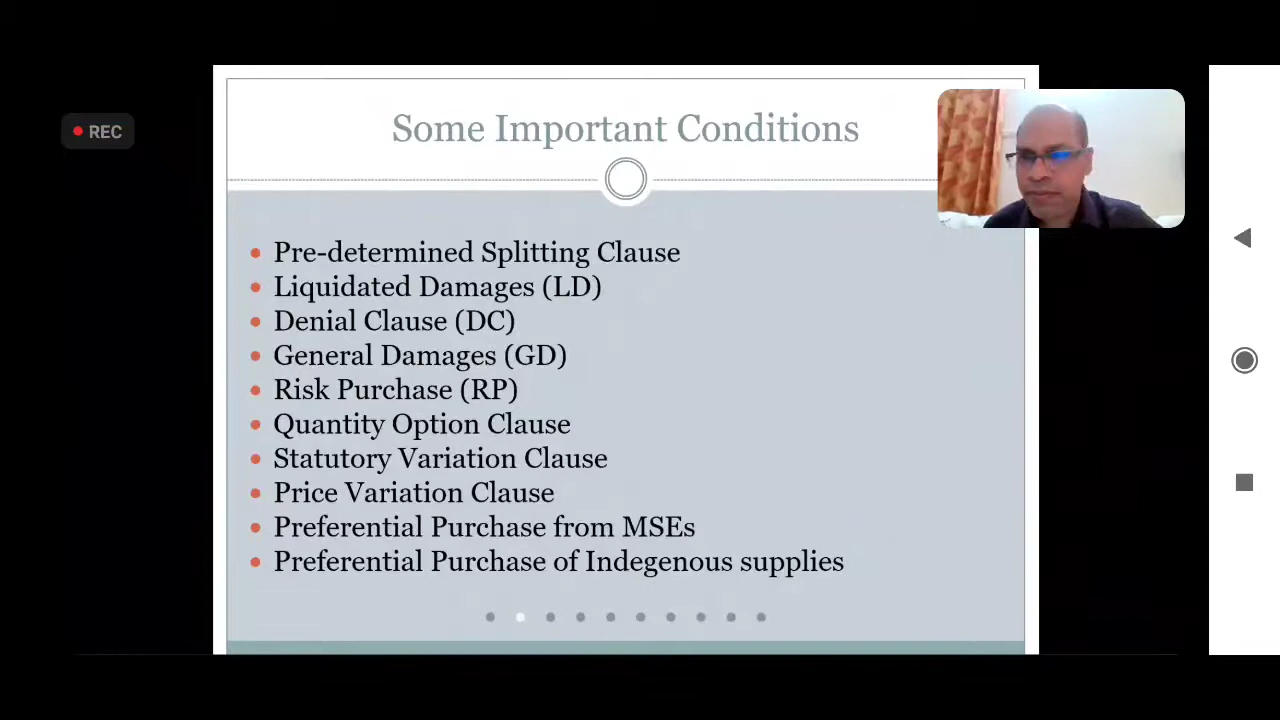 REC
Some Important Conditions
Pre-determined Splitting Clause
Liquidated Damages (LD)
Denial Clause (DC)
General Damages (GD)
Risk Purchase (RP)
Quantity Option Clause
Statutory Variation Clause
Price Variation Clause
Preferential Purchase from MSEs
Preferential Purchase of Indegenous supplies